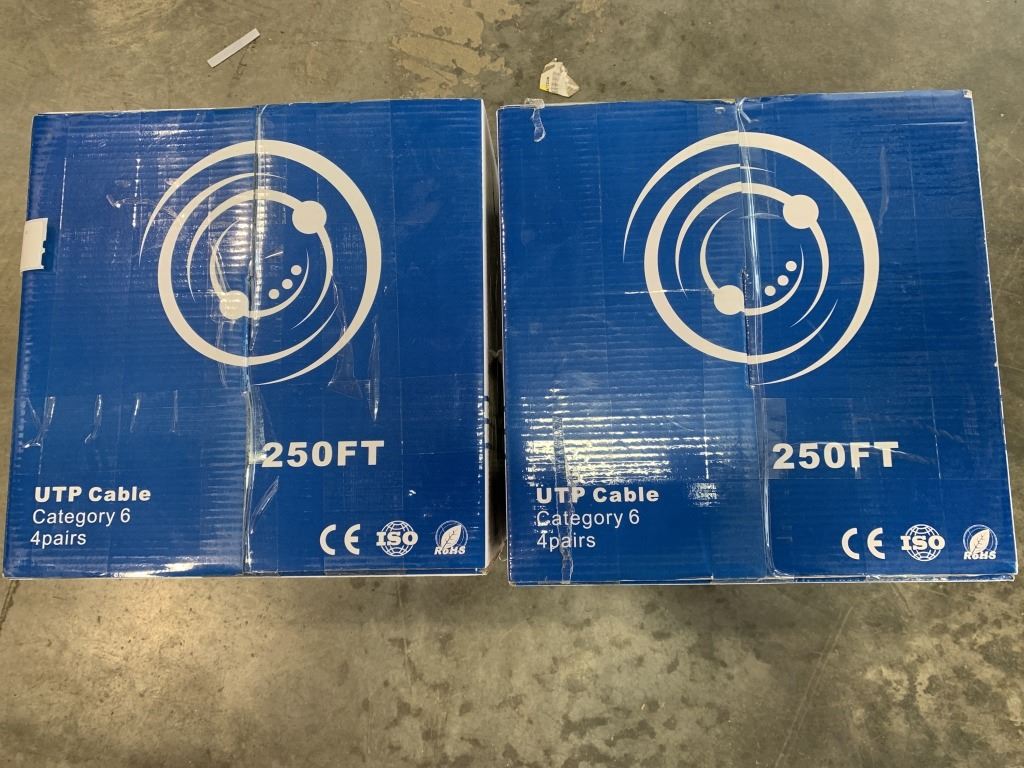 250FT
UTP Cable
Category 6
4pairs
CE ISO RoHS
250FT
UTP Cable
Category 6
4pairs
CE ISO RoHS